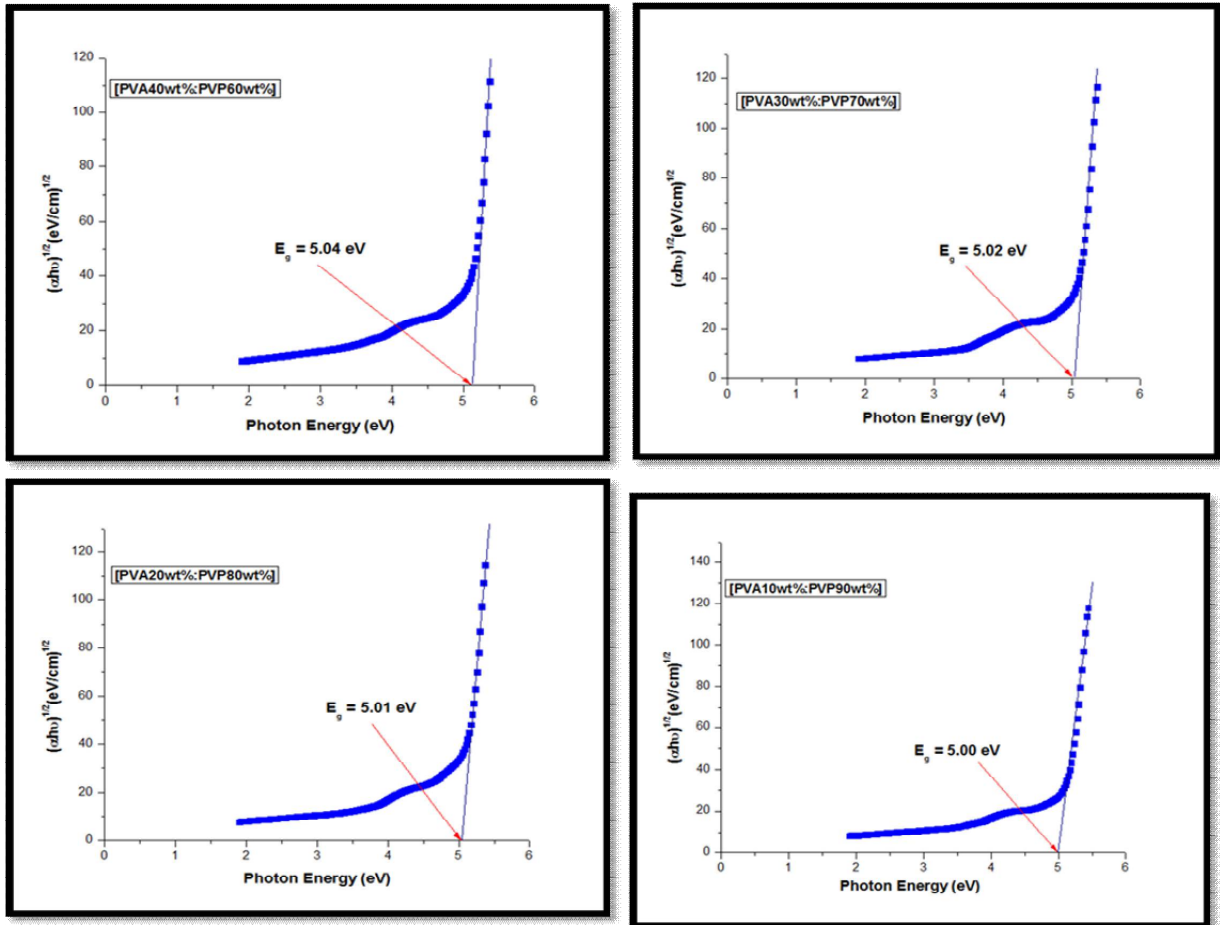 120
100
80
60
40
20
0
[PVA40wt%:PVP60wt%]
(αhυ)^1/2 (eV/cm)^1/2
E_g = 5.04 eV
0 1 2 3 4 5 6
Photon Energy (eV)
120
100
80
60
40
20
0
[PVA30wt%:PVP70wt%]
(αhυ)^1/2 (eV/cm)^1/2
E_g = 5.02 eV
0 1 2 3 4 5 6
Photon Energy (eV)
120
100
80
60
40
20
0
[PVA20wt%:PVP80wt%]
(αhυ)^1/2 (eV/cm)^1/2
E_g = 5.01 eV
0 1 2 3 4 5 6
Photon Energy (eV)
140
120
100
80
60
40
20
0
[PVA10wt%:PVP90wt%]
(αhυ)^1/2 (eV/cm)^1/2
E_g = 5.00 eV
0 1 2 3 4 5 6
Photon Energy (eV)